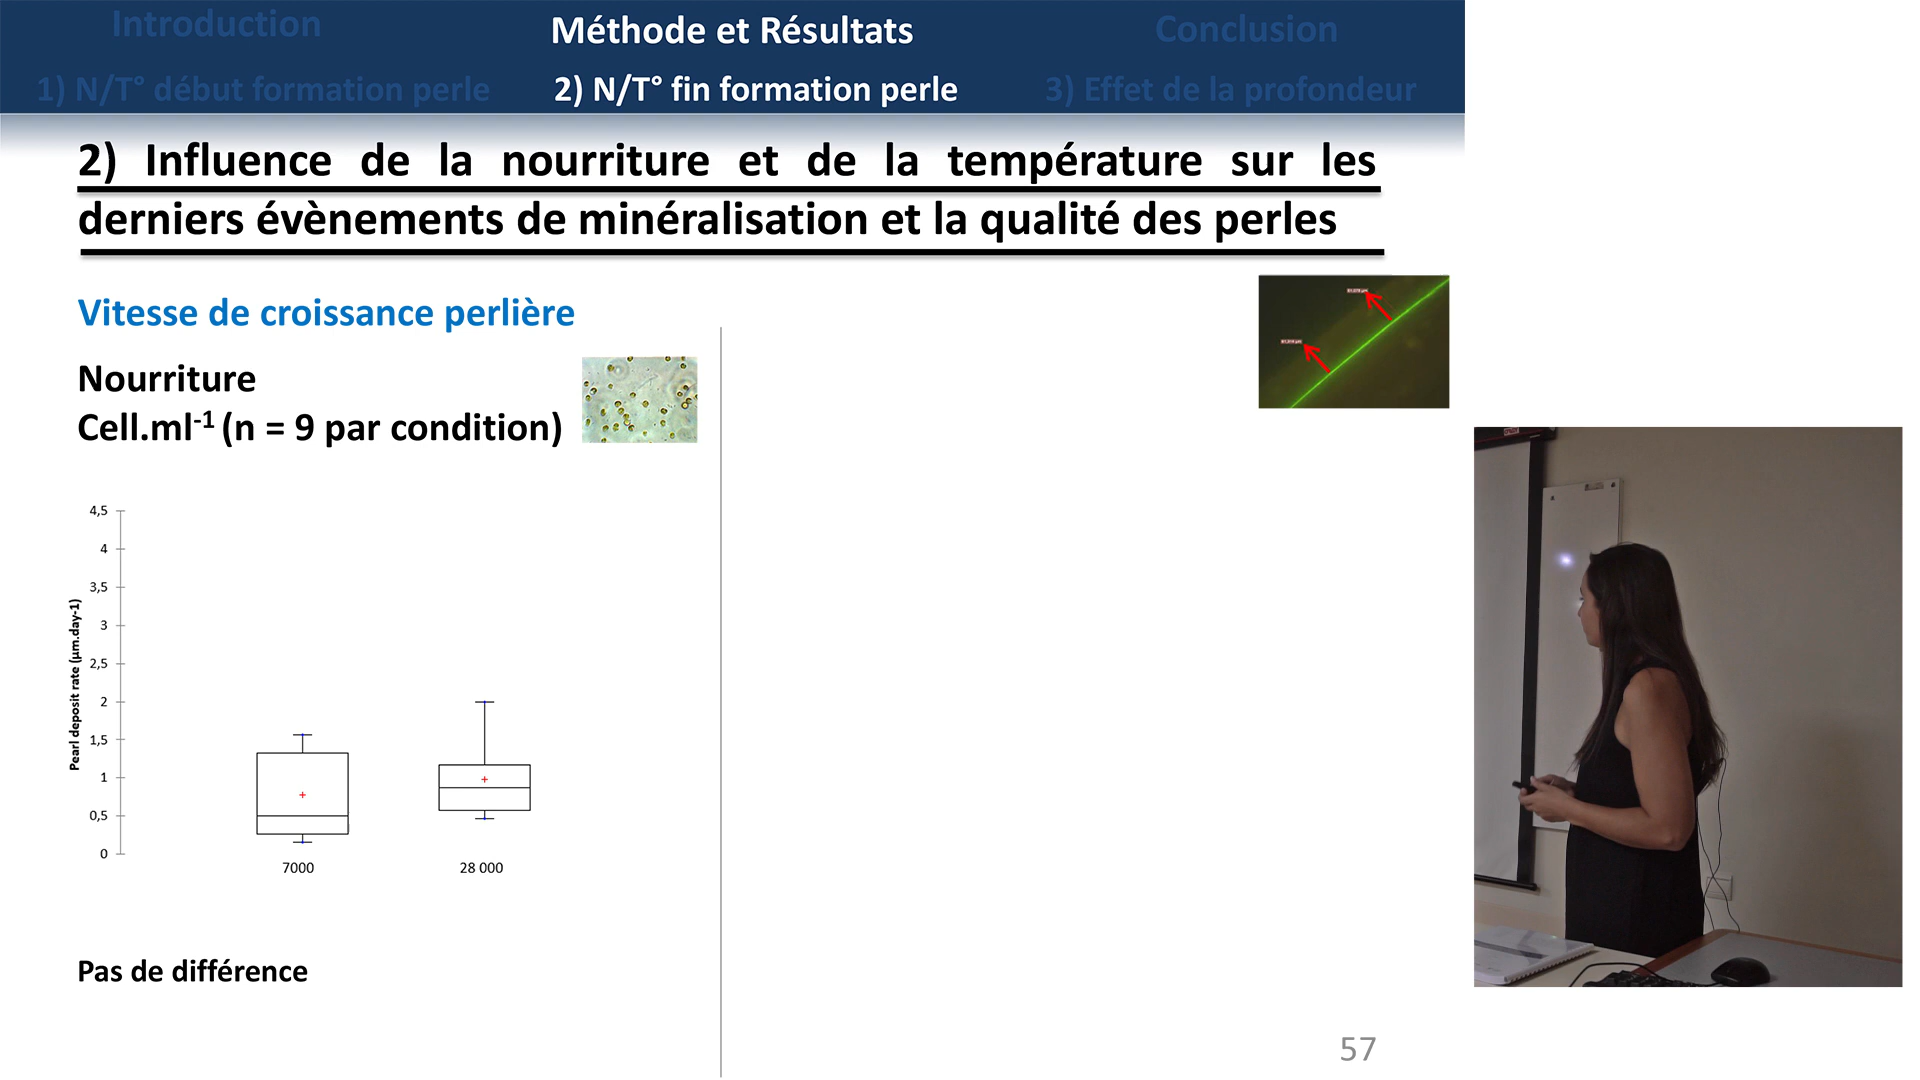 Introduction
Méthode et Résultats
Conclusion
1) N/T° début formation perle
2) N/T° fin formation perle
3) Effet de la profondeur
2) Influence de la nourriture et de la température sur les
derniers évènements de minéralisation et la qualité des perles
Vitesse de croissance perlière
Nourriture
Cell.ml-1 (n = 9 par condition)
Pearl deposit rate (µm.day-1)
4,5
4
3,5
3
2,5
2
1,5
1
0,5
0
7000
28 000
Pas de différence
57